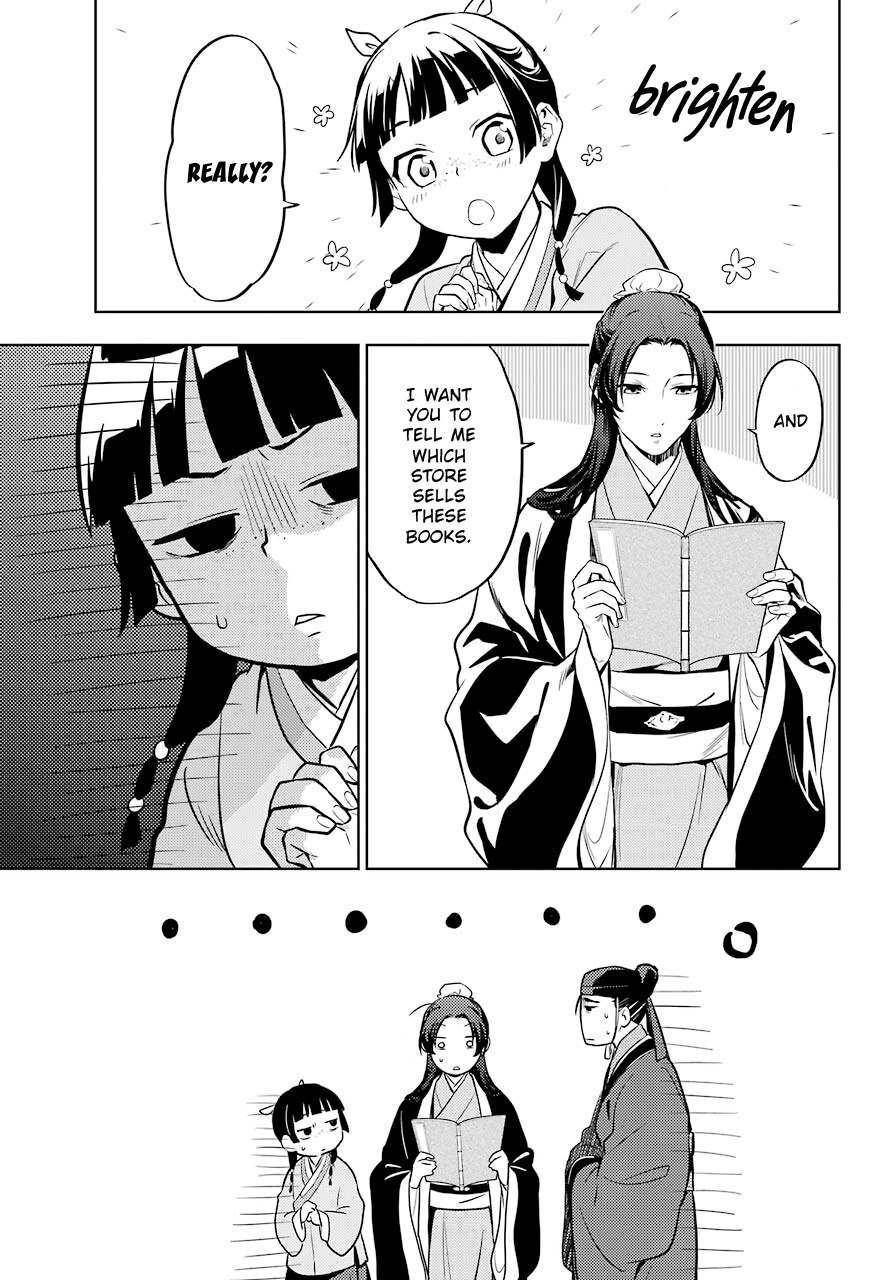 brighten
REALLY?
AND
I WANT
YOU TO
TELL ME
WHICH
STORE
SELLS
THESE
BOOKS.